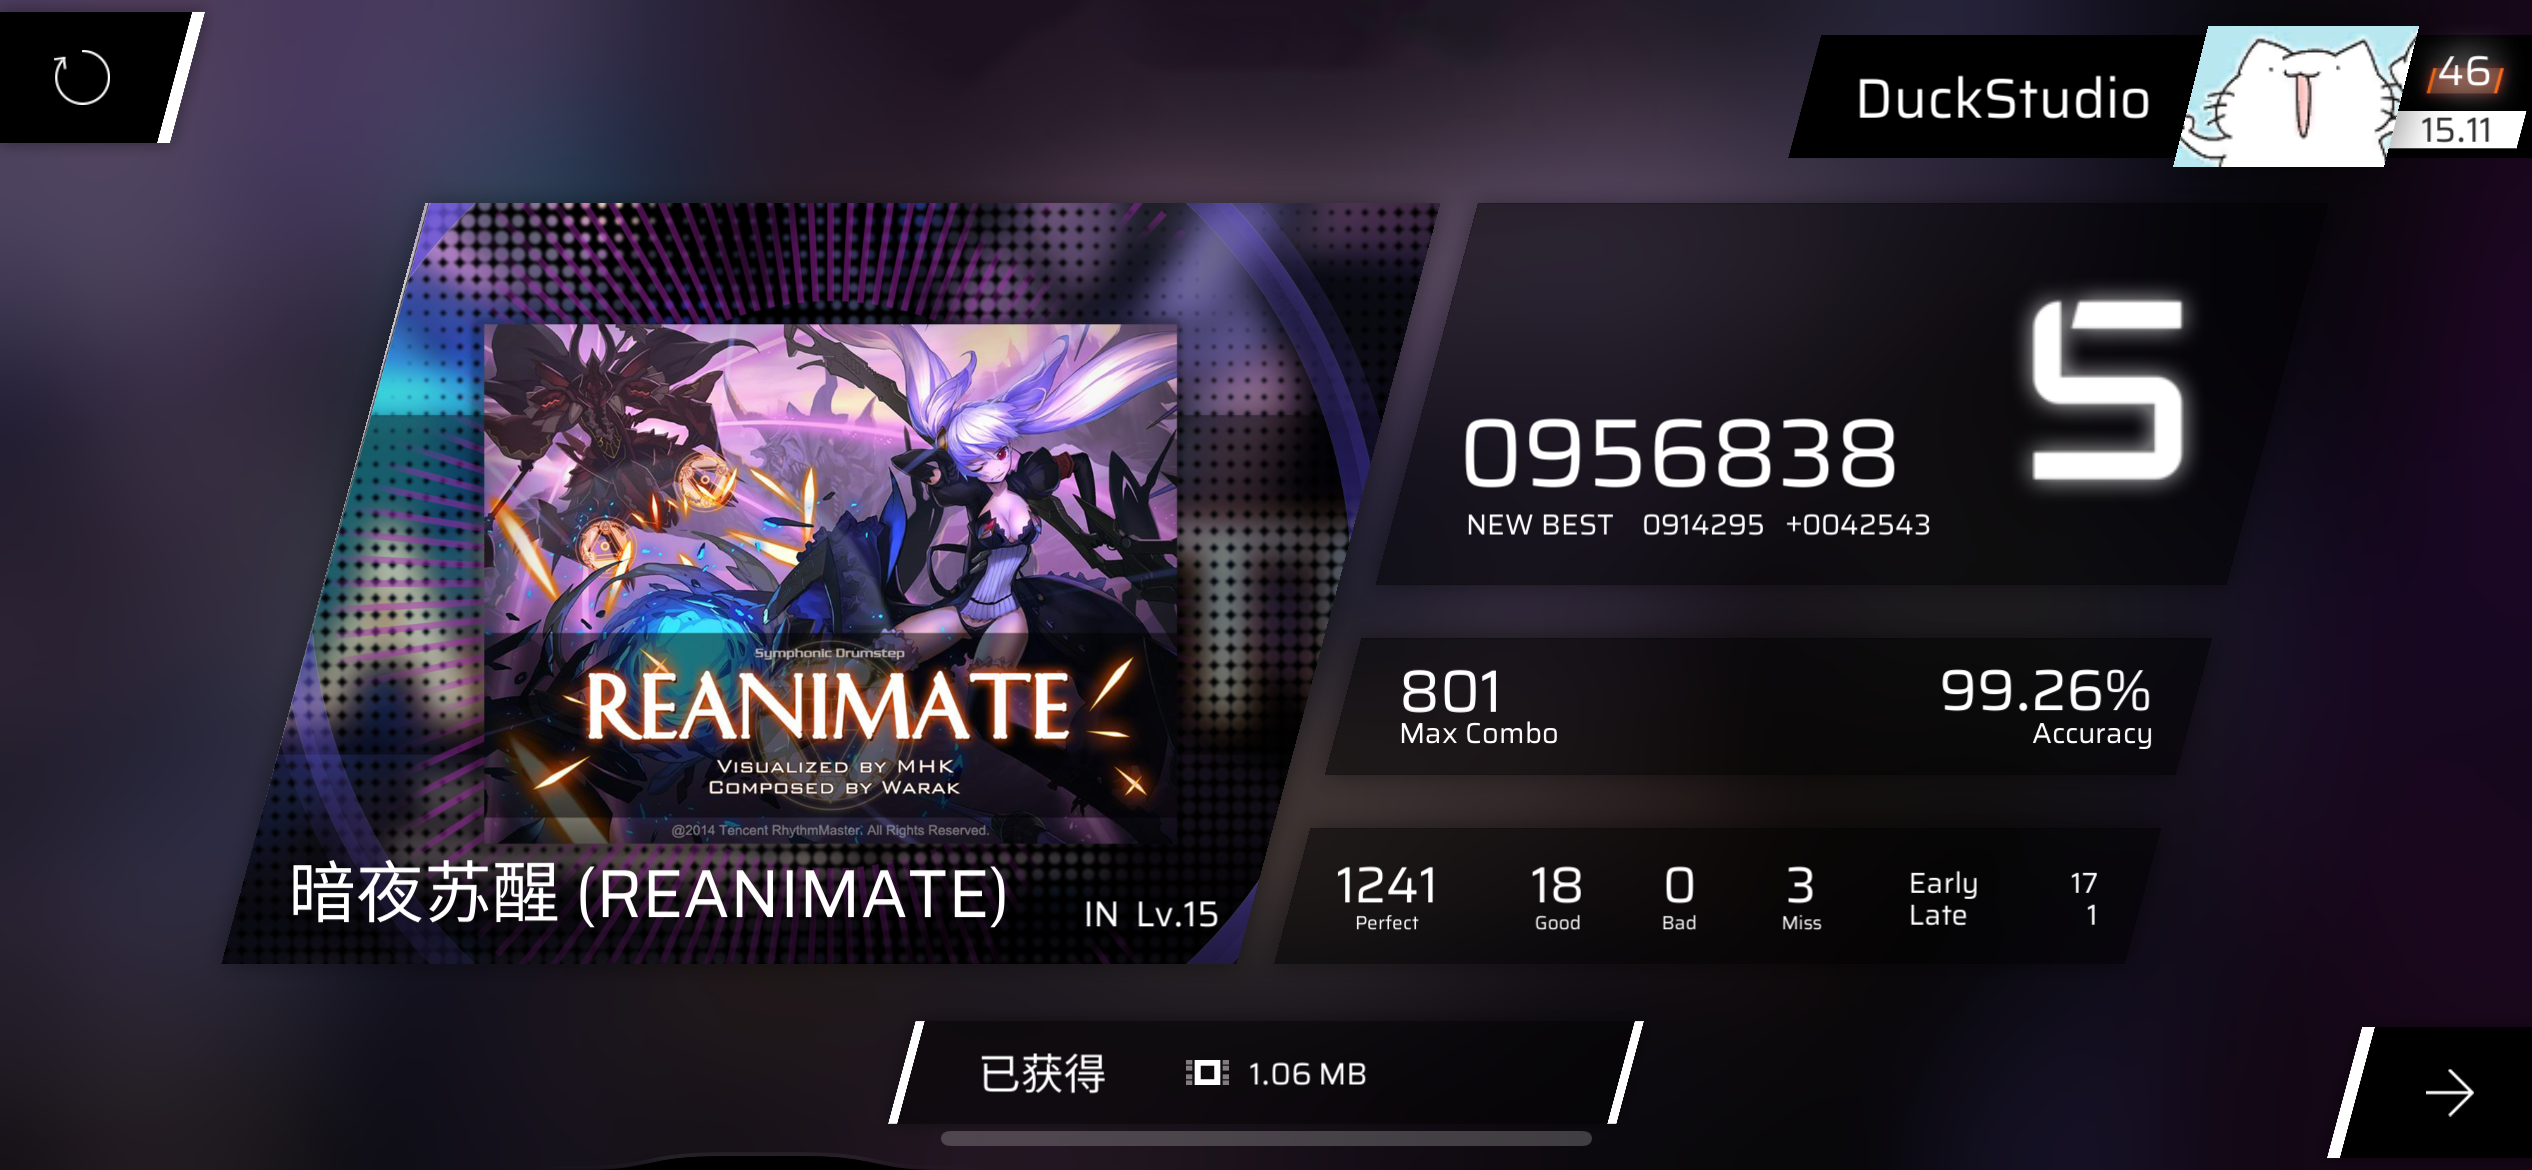 DuckStudio
46
15.11
Symphonic Drumstep
REANIMATE
VISUALIZED BY MHK
COMPOSED BY WARAK
@2014 Tencent RhythmMaster. All Rights Reserved.
暗夜苏醒 (REANIMATE)
IN Lv.15
S
0956838
NEW BEST 0914295 +0042543
801
Max Combo
99.26%
Accuracy
1241
Perfect
18
Good
0
Bad
3
Miss
Early 17
Late 1
已获得 1.06 MB